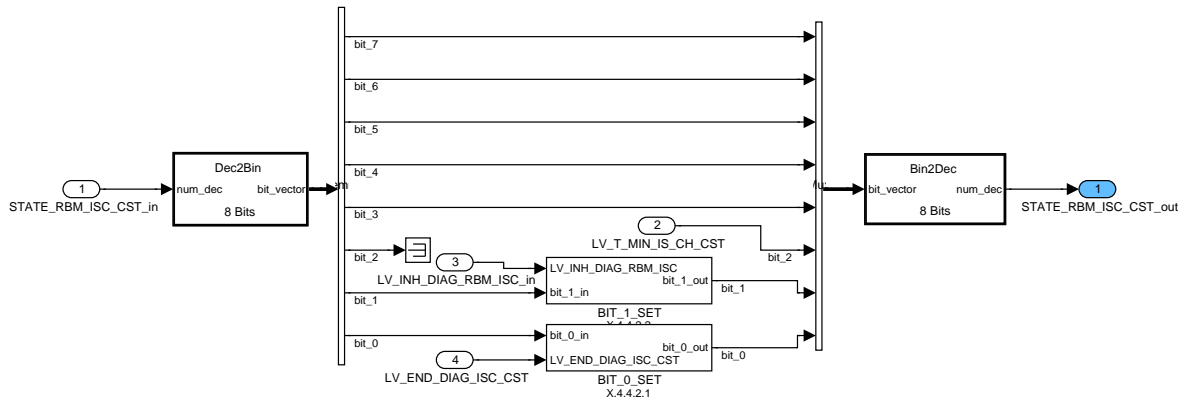 bit_7
bit_6
bit_5
Dec2Bin
num_dec
bit_vector
8 Bits
1
STATE_RBM_ISC_CST_in
bit_4
Bin2Dec
bit_vector
num_dec
8 Bits
1
STATE_RBM_ISC_CST_out
bit_3
2
LV_T_MIN_IS_CH_CST
bit_2
bit_2
3
LV_INH_DIAG_RBM_ISC_in
LV_INH_DIAG_RBM_ISC
bit_1_in
bit_1_out
BIT_1_SET
bit_1
bit_1
bit_0_in
LV_END_DIAG_ISC_CST
bit_0_out
BIT_0_SET
X.4.4.2.1
bit_0
bit_0
4
LV_END_DIAG_ISC_CST